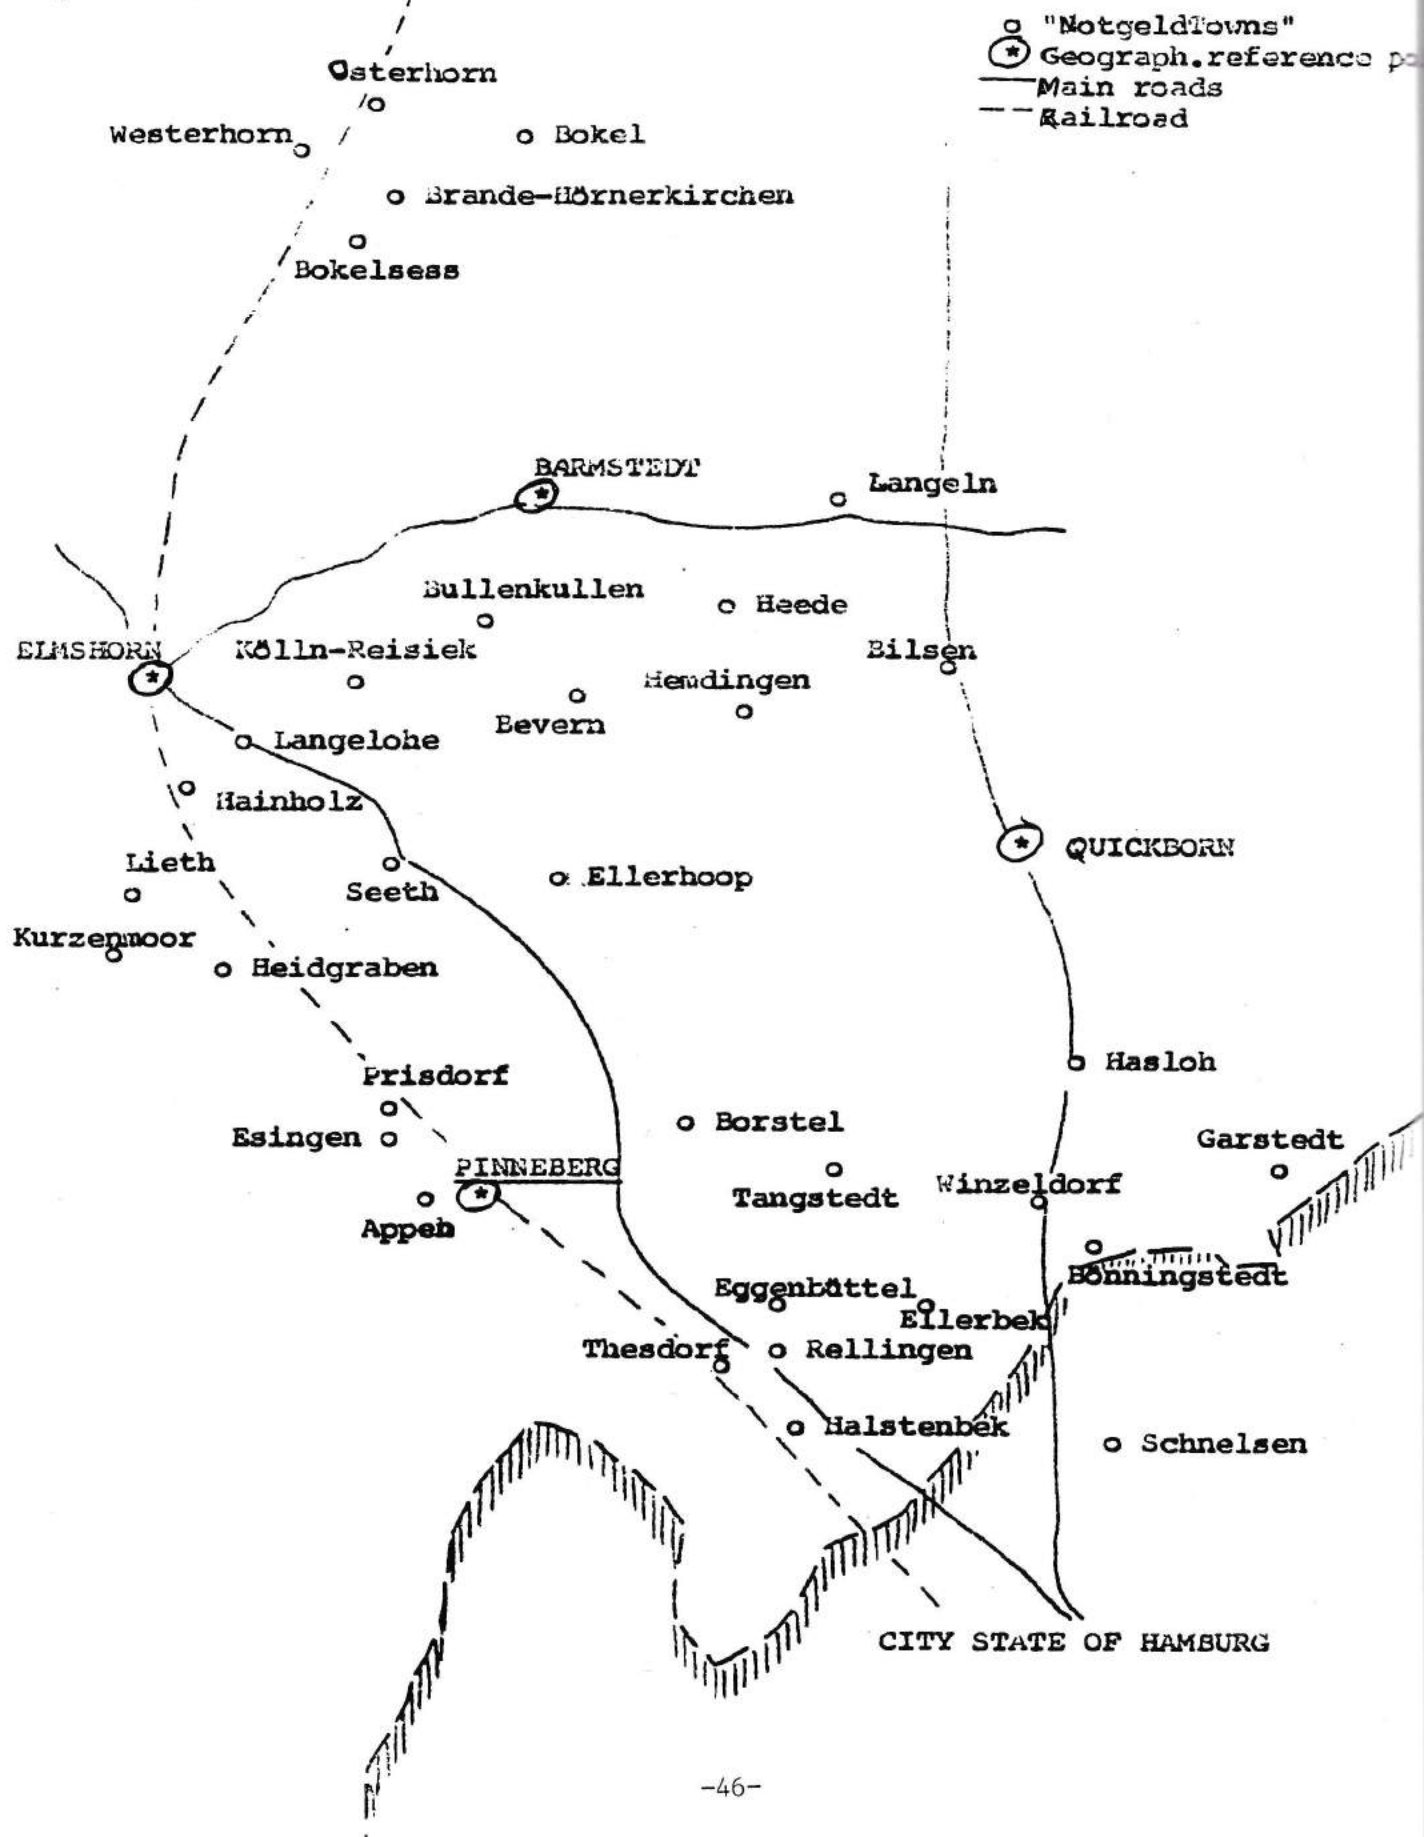 o "NotgeldTowns"
* Geograph.reference
Main roads
Railroad
Osterhorn
Westerhorn
Bokel
Brande-Hörnerkirchen
Bokelsess
BARMSTEDT
Langeln
Bullenkullen
Heede
ELMSHORN
Kölln-Reisiek
Bilsen
Hemdingen
Bevern
Langelohe
Hainholz
QUICKBORN
Lieth
Seeth
Ellerhoop
Kurzenmoor
Heidgraben
Hasloh
Prisdorf
Borstel
Esingen
Garstedt
PINNEBERG
Tangstedt
Winzeldorf
Appen
Bönningstedt
Eggenbüttel
Ellerbek
Thesdorf
Rellingen
Halstenbek
Schnelsen
CITY STATE OF HAMBURG
-46-